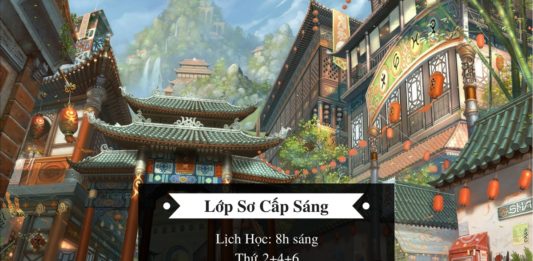 Lớp Sơ Cấp Sáng
Lịch Học: 8h sáng
Thứ 2+4+6